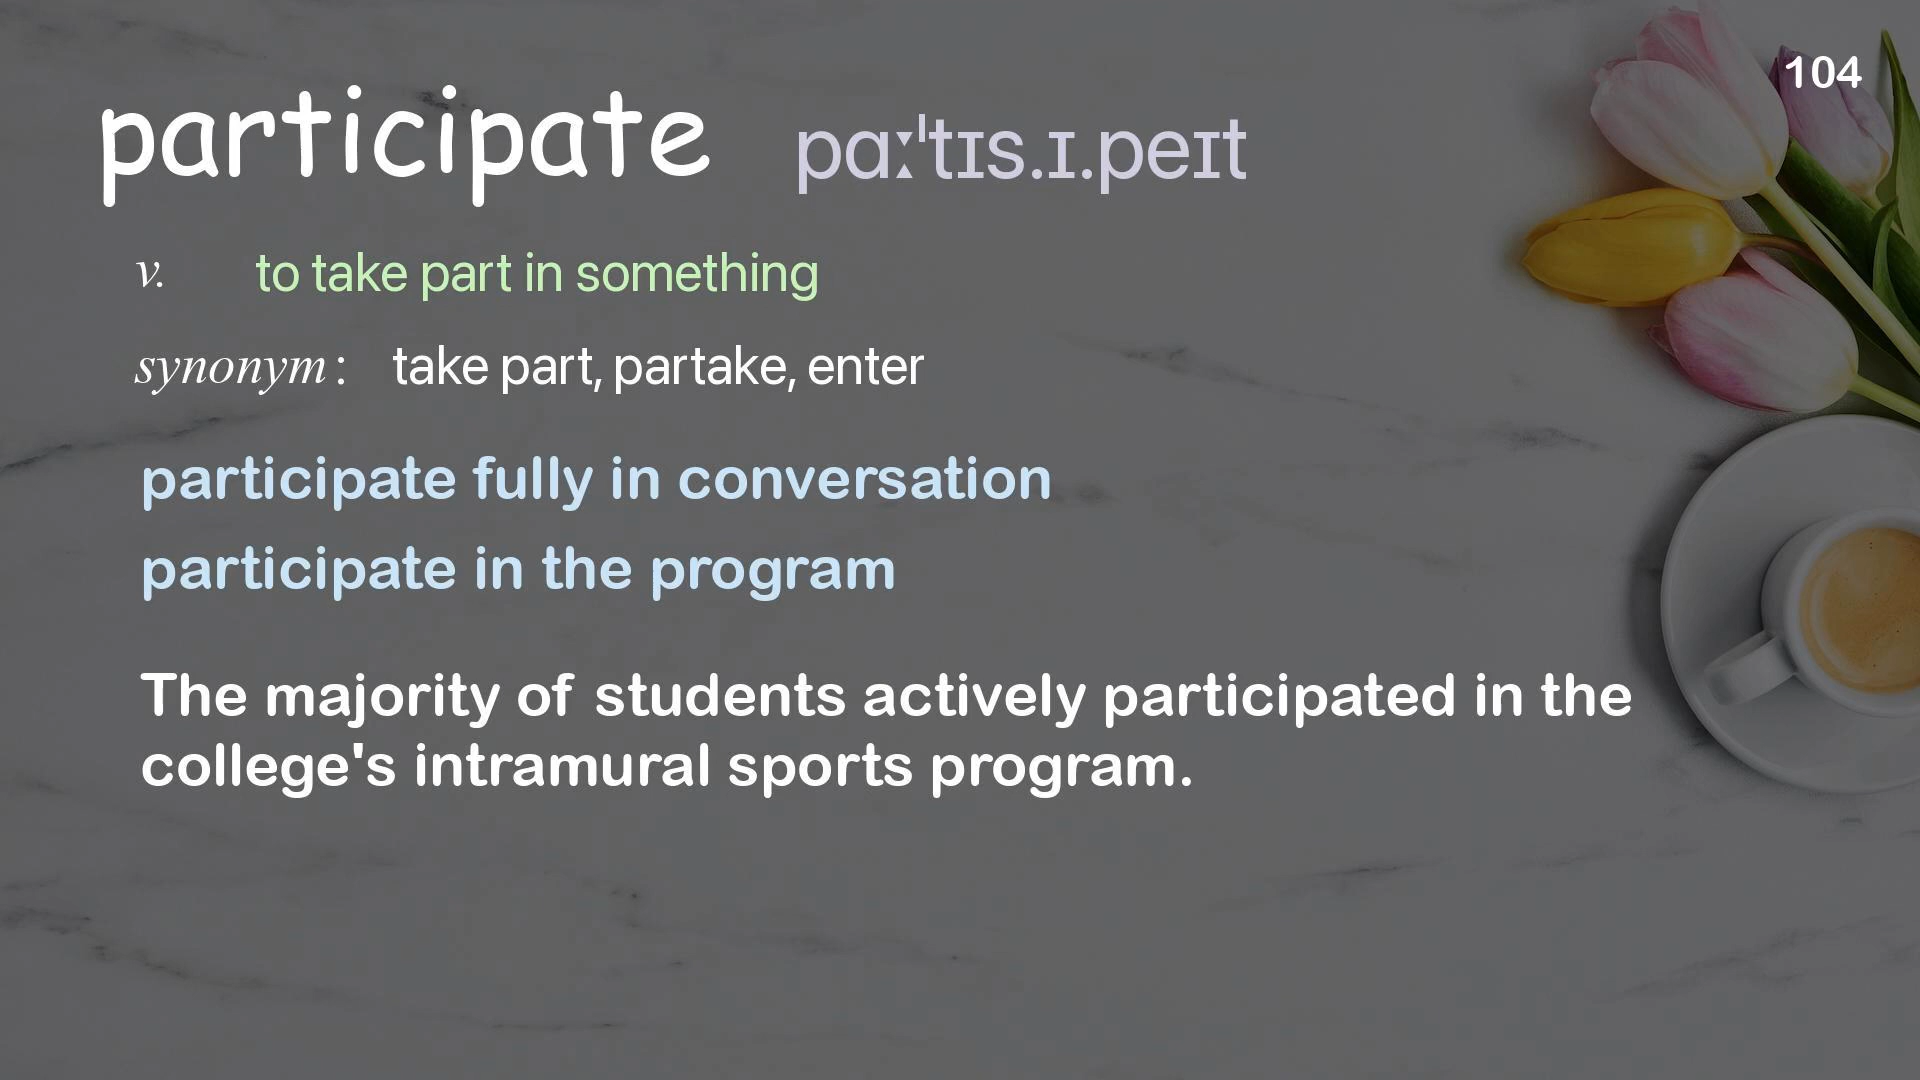 104
participate pɑːˈtɪs.ɪ.peɪt
v. to take part in something
synonym : take part, partake, enter
participate fully in conversation
participate in the program
The majority of students actively participated in the
college's intramural sports program.